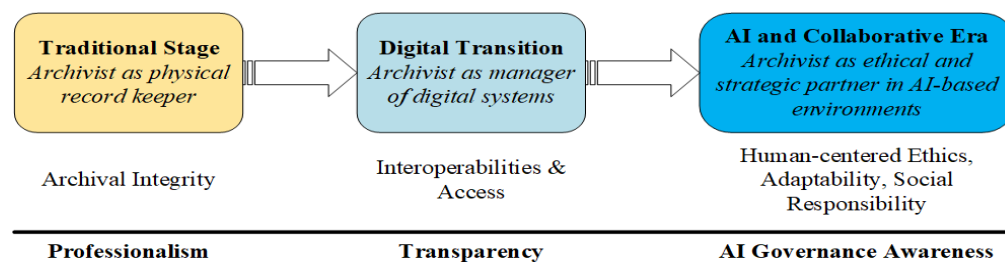 Traditional Stage
Archivist as physical
record keeper
Digital Transition
Archivist as manager
of digital systems
AI and Collaborative Era
Archivist as ethical and
strategic partner in AI-based
environments
Archival Integrity
Interoperabilities &
Access
Human-centered Ethics,
Adaptability, Social
Responsibility
Professionalism
Transparency
AI Governance Awareness